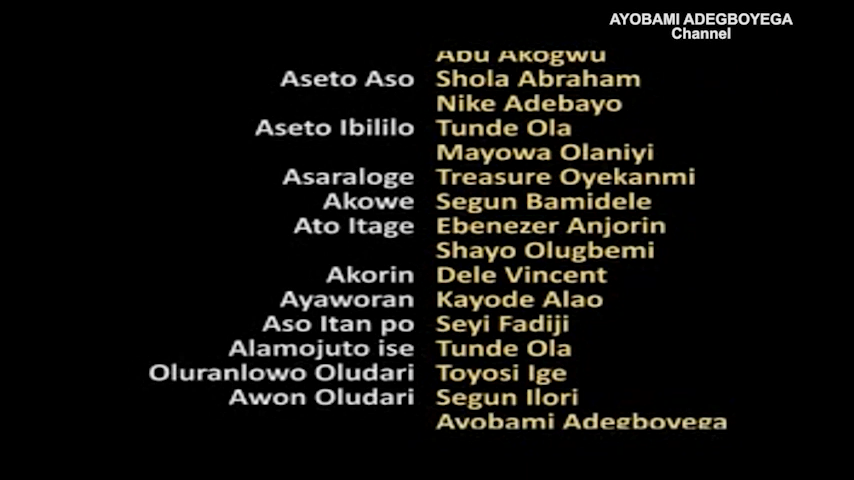 AYOBAMI ADEGBOYEGA
Channel
Abu Akogwu
Aseto Aso Shola Abraham
Nike Adebayo
Aseto Ibililo Tunde Ola
Mayowa Olaniyi
Asaraloge Treasure Oyekanmi
Akowe Segun Bamidele
Ato Itage Ebenezer Anjorin
Shayo Olugbemi
Akorin Dele Vincent
Ayaworan Kayode Alao
Aso Itan po Seyi Fadiji
Alamojuto ise Tunde Ola
Oluranlowo Oludari Toyosi Ige
Awon Oludari Segun Ilori
Ayobami Adegboyega